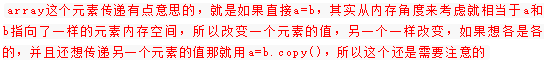 array这个元素传递有点意思的，就是如果直接a=b，其实从内存角度来考虑就相当于a和
b指向了一样的元素内存空间，所以改变一个元素的值，另一个一样改变，如果想各是各
的，并且还想传递另一个元素的值那就用a=b.copy()，所以这个还是需要注意的